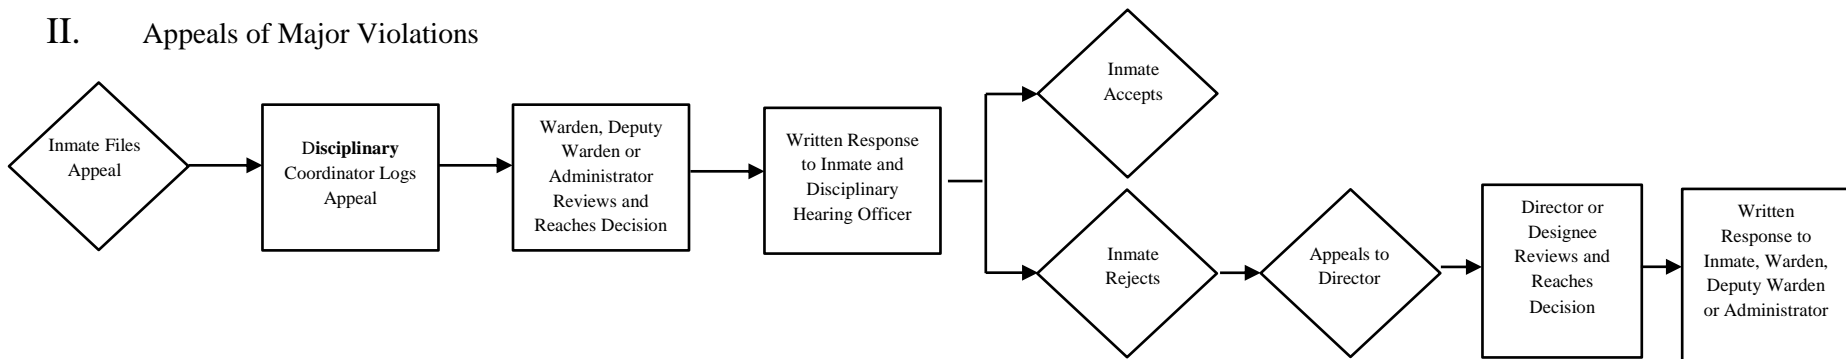 II. Appeals of Major Violations
Inmate Files
Appeal
Disciplinary
Coordinator Logs
Appeal
Warden, Deputy
Warden or
Administrator
Reviews and
Reaches Decision
Written Response
to Inmate and
Disciplinary
Hearing Officer
Inmate
Accepts
Inmate
Rejects
Appeals to
Director
Director or
Designee
Reviews and
Reaches
Decision
Written
Response to
Inmate, Warden,
Deputy Warden
or Administrator